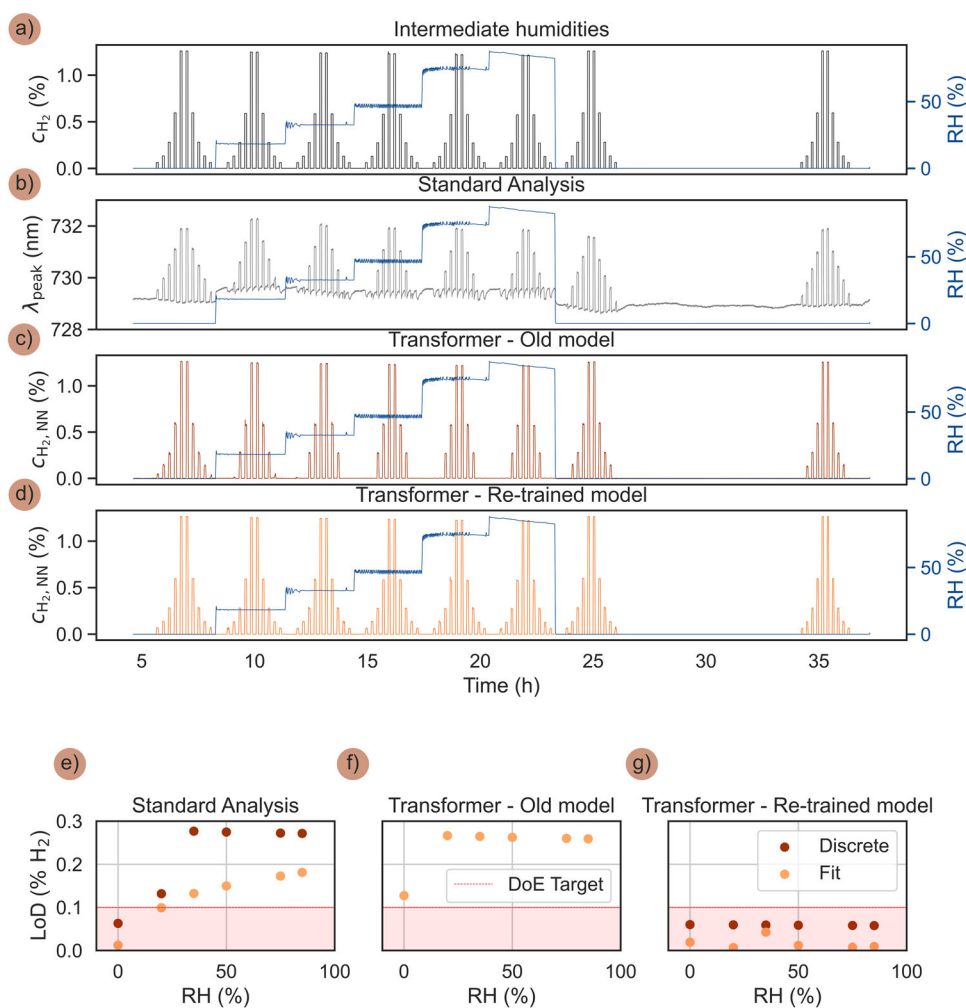 a)
Intermediate humidities
1.0
0.5
0.0
c_H2 (%)
50
0
RH (%)
b)
Standard Analysis
732
730
728
λ_peak (nm)
50
0
RH (%)
c)
Transformer - Old model
1.0
0.5
0.0
c_H2, NN (%)
50
0
RH (%)
d)
Transformer - Re-trained model
1.0
0.5
0.0
c_H2, NN (%)
50
0
RH (%)
5 10 15 20 25 30 35
Time (h)
e)
Standard Analysis
0.3
0.2
0.1
0.0
LoD (% H2)
0 50 100
RH (%)
f)
Transformer - Old model
DoE Target
0 50 100
RH (%)
g)
Transformer - Re-trained model
Discrete
Fit
0 50 100
RH (%)